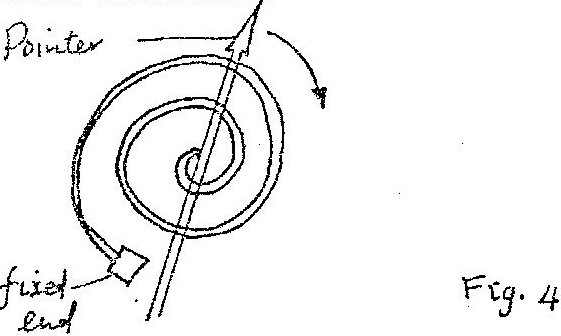 Pointer
fixed
end
Fig. 4